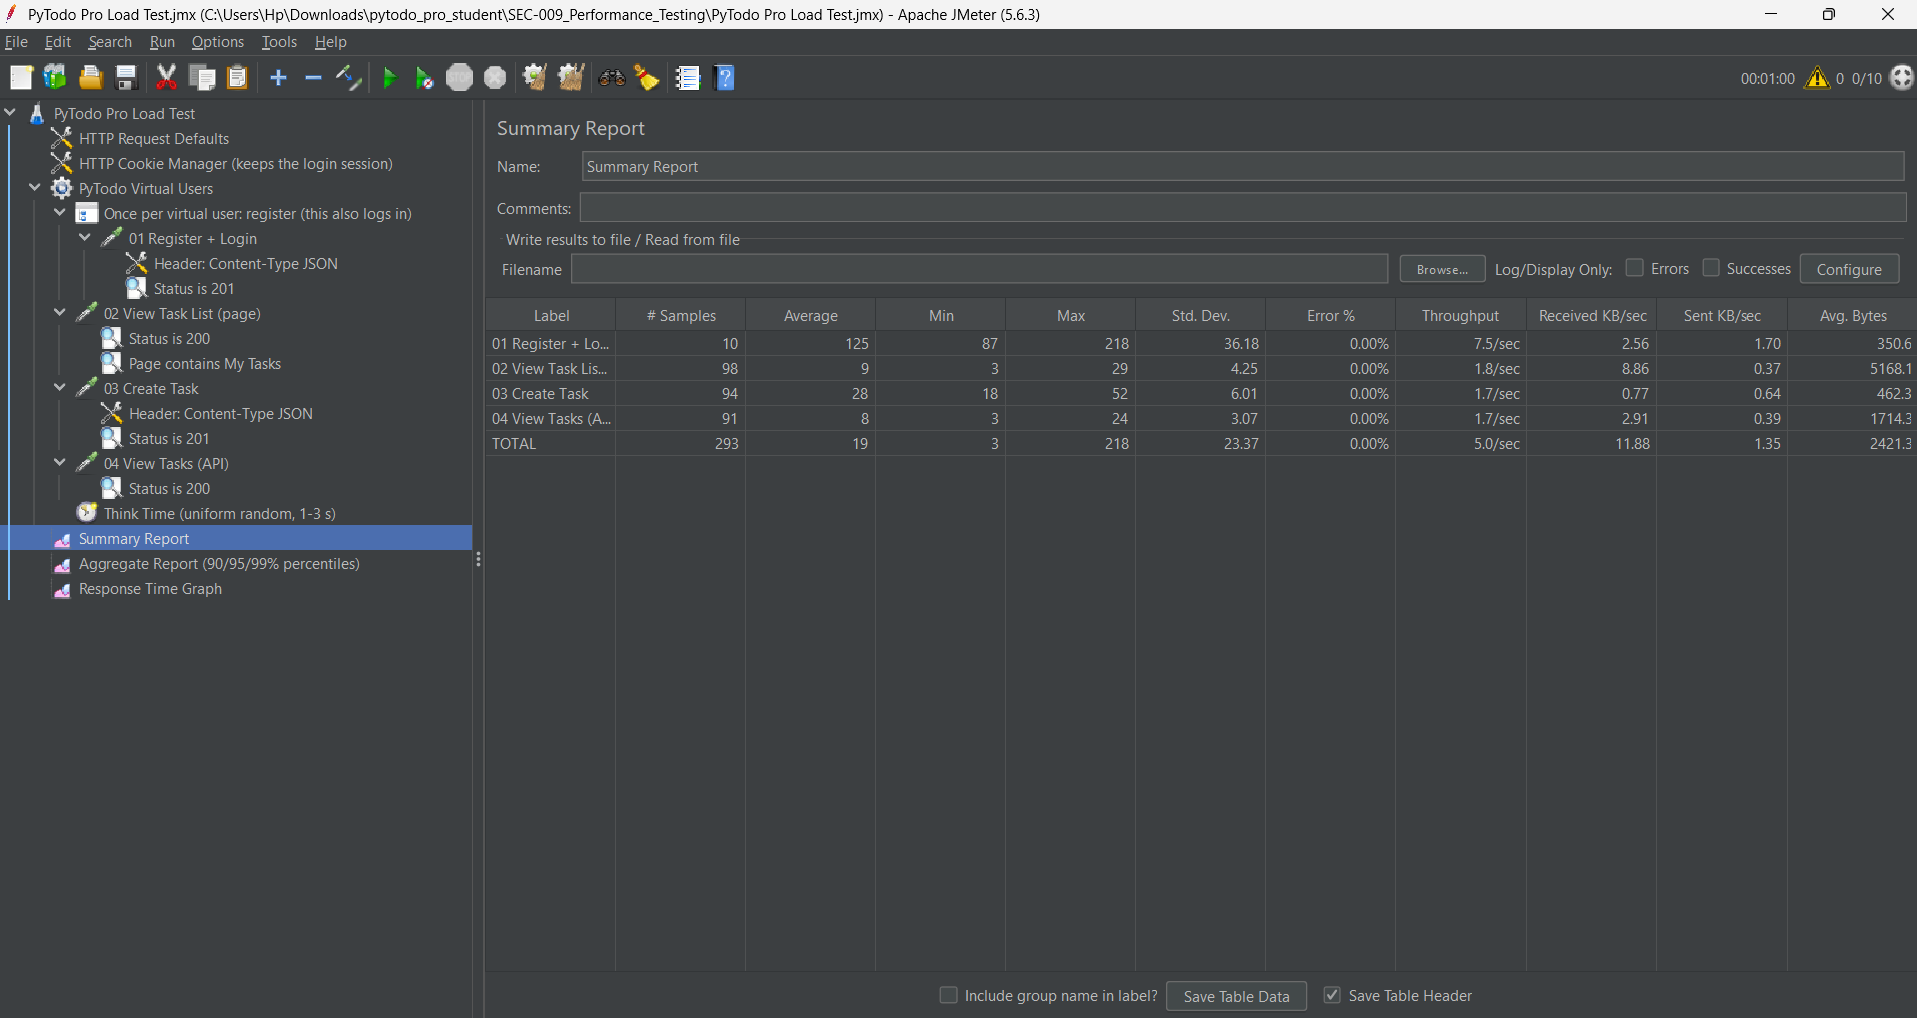 PyTodo Pro Load Test.jmx (C:\Users\Hp\Downloads\pytodo_pro_student\SEC-009_Performance_Testing\PyTodo Pro Load Test.jmx) - Apache JMeter (5.6.3)
File Edit Search Run Options Tools Help
STOP
00:01:00 0 0/10
PyTodo Pro Load Test
HTTP Request Defaults
HTTP Cookie Manager (keeps the login session)
PyTodo Virtual Users
Once per virtual user: register (this also logs in)
01 Register + Login
Header: Content-Type JSON
Status is 201
02 View Task List (page)
Status is 200
Page contains My Tasks
03 Create Task
Header: Content-Type JSON
Status is 201
04 View Tasks (API)
Status is 200
Think Time (uniform random, 1-3 s)
Summary Report
Aggregate Report (90/95/99% percentiles)
Response Time Graph
Summary Report
Name: Summary Report
Comments:
Write results to file / Read from file
Filename Browse... Log/Display Only: Errors Successes Configure
Label # Samples Average Min Max Std. Dev. Error % Throughput Received KB/sec Sent KB/sec Avg. Bytes
01 Register + Lo... 10 125 87 218 36.18 0.00% 7.5/sec 2.56 1.70 350.6
02 View Task Lis... 98 9 3 29 4.25 0.00% 1.8/sec 8.86 0.37 5168.1
03 Create Task 94 28 18 52 6.01 0.00% 1.7/sec 0.77 0.64 462.3
04 View Tasks (A... 91 8 3 24 3.07 0.00% 1.7/sec 2.91 0.39 1714.3
TOTAL 293 19 3 218 23.37 0.00% 5.0/sec 11.88 1.35 2421.3
Include group name in label? Save Table Data Save Table Header